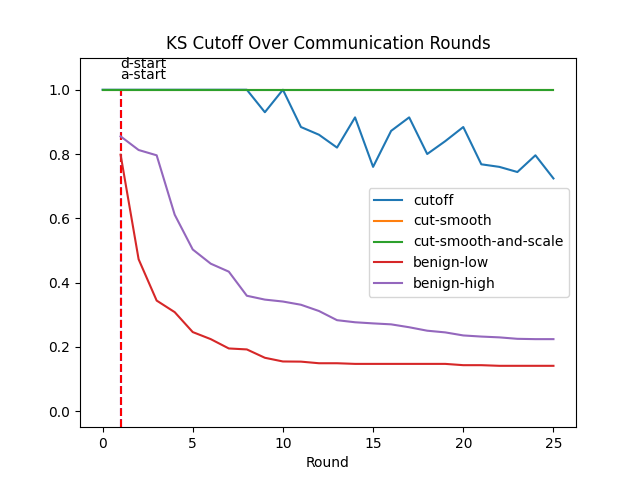 KS Cutoff Over Communication Rounds
d-start
a-start
1.0
0.8
0.6
0.4
0.2
0.0
cutoff
cut-smooth
cut-smooth-and-scale
benign-low
benign-high
0
5
10
15
20
25
Round